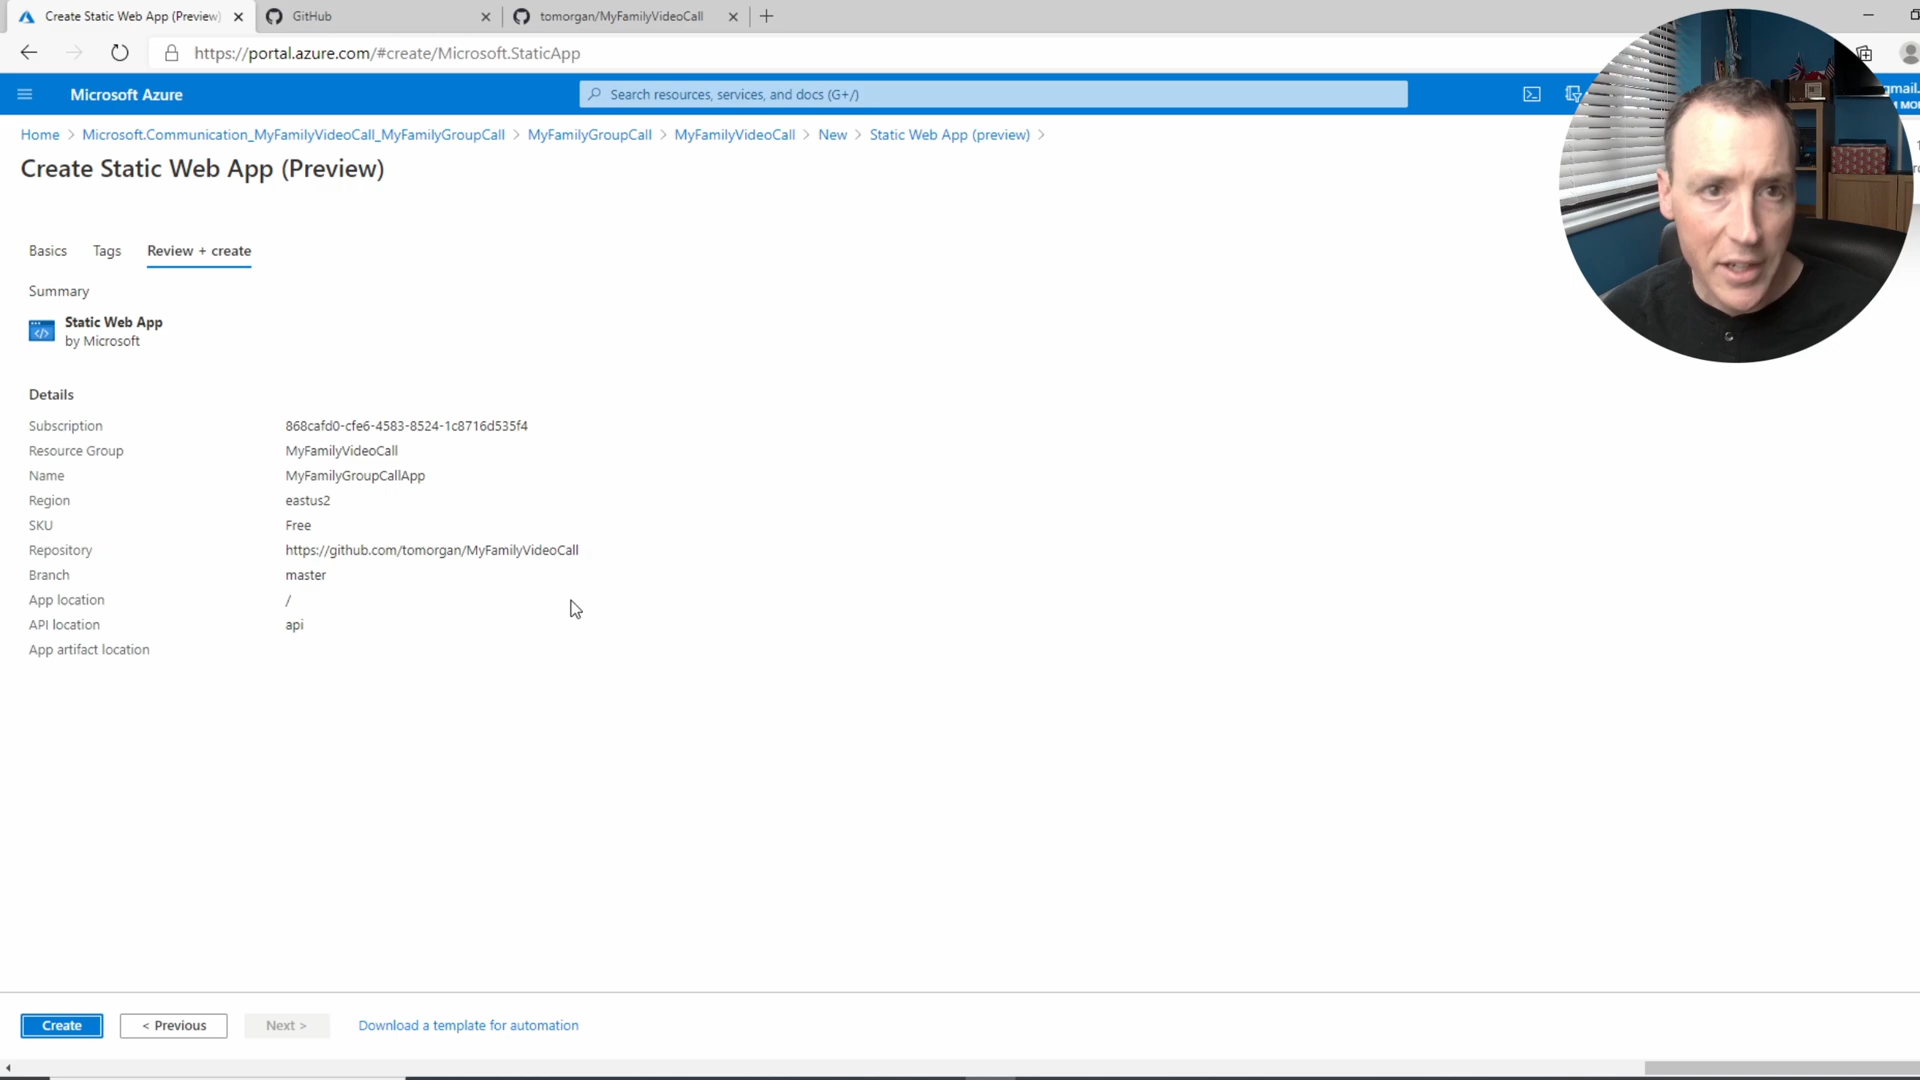 Create Static Web App (Preview)
GitHub
tomorgan/MyFamilyVideoCall
https://portal.azure.com/#create/Microsoft.StaticApp
Microsoft Azure
Search resources, services, and docs (G+/)
gmail.
Home > Microsoft.Communication_MyFamilyVideoCall_MyFamilyGroupCall > MyFamilyGroupCall > MyFamilyVideoCall > New > Static Web App (preview) >
Create Static Web App (Preview)
Basics Tags Review + create
Summary
Static Web App
by Microsoft
Details
Subscription 868cafd0-cfe6-4583-8524-1c8716d535f4
Resource Group MyFamilyVideoCall
Name MyFamilyGroupCallApp
Region eastus2
SKU Free
Repository https://github.com/tomorgan/MyFamilyVideoCall
Branch master
App location /
API location api
App artifact location
Create < Previous Next > Download a template for automation